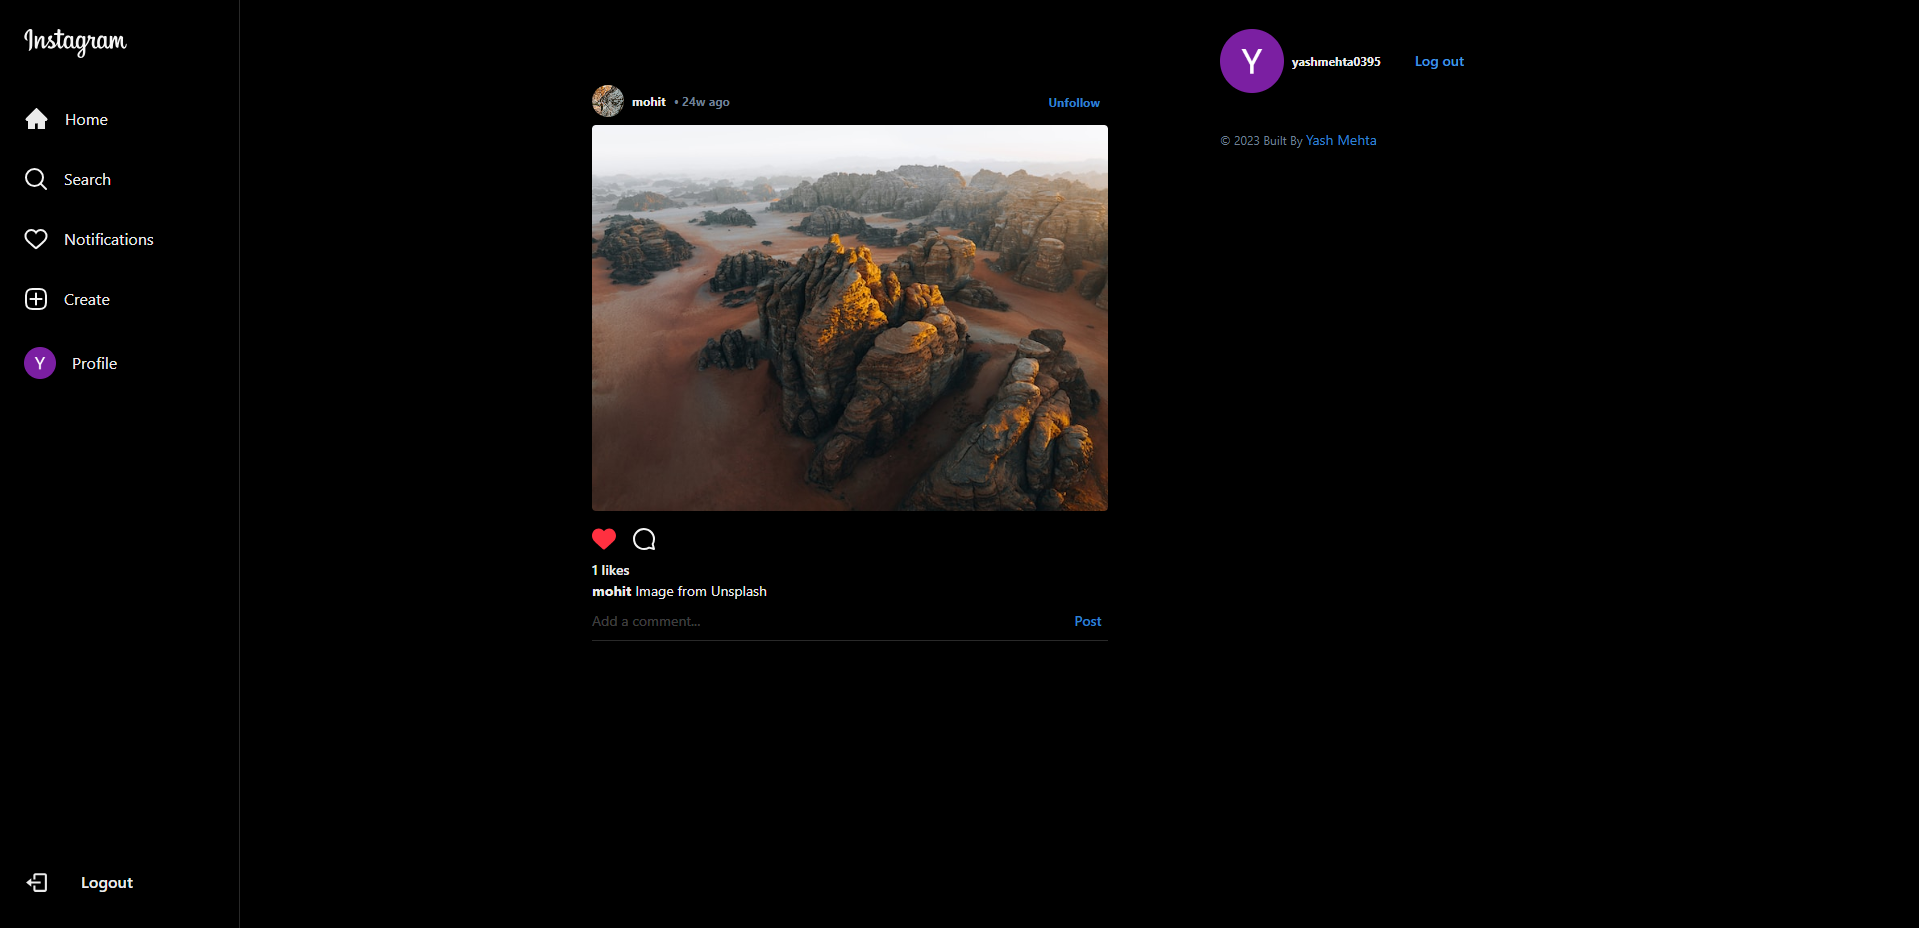 Instagram
Home
Search
Notifications
Create
Y Profile
Logout
mohit • 24w ago Unfollow
1 likes
mohit Image from Unsplash
Add a comment... Post
Y yashmehta0395 Log out
© 2023 Built By Yash Mehta